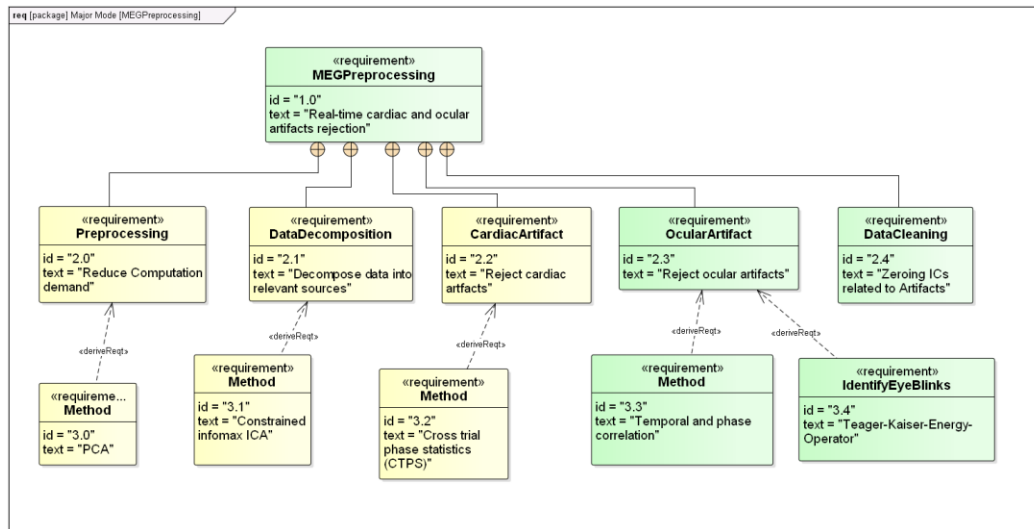 req [package] Major Mode [MEGPreprocessing]
«requirement»
MEGPreprocessing
id = "1.0"
text = "Real-time cardiac and ocular
artifacts rejection"
«requirement»
Preprocessing
id = "2.0"
text = "Reduce Computation
demand"
«requirement»
DataDecomposition
id = "2.1"
text = "Decompose data into
relevant sources"
«requirement»
CardiacArtifact
id = "2.2"
text = "Reject cardiac
artfacts"
«requirement»
OcularArtifact
id = "2.3"
text = "Reject ocular artifacts"
«requirement»
DataCleaning
id = "2.4"
text = "Zeroing ICs
related to Artifacts"
«deriveReqt»
«deriveReqt»
«deriveReqt»
«deriveReqt»
«deriveReqt»
«requireme...
Method
id = "3.0"
text = "PCA"
«requirement»
Method
id = "3.1"
text = "Constrained
infomax ICA"
«requirement»
Method
id = "3.2"
text = "Cross trial
phase statistics
(CTPS)"
«requirement»
Method
id = "3.3"
text = "Temporal and phase
correlation"
«requirement»
IdentifyEyeBlinks
id = "3.4"
text = "Teager-Kaiser-Energy-
Operator"